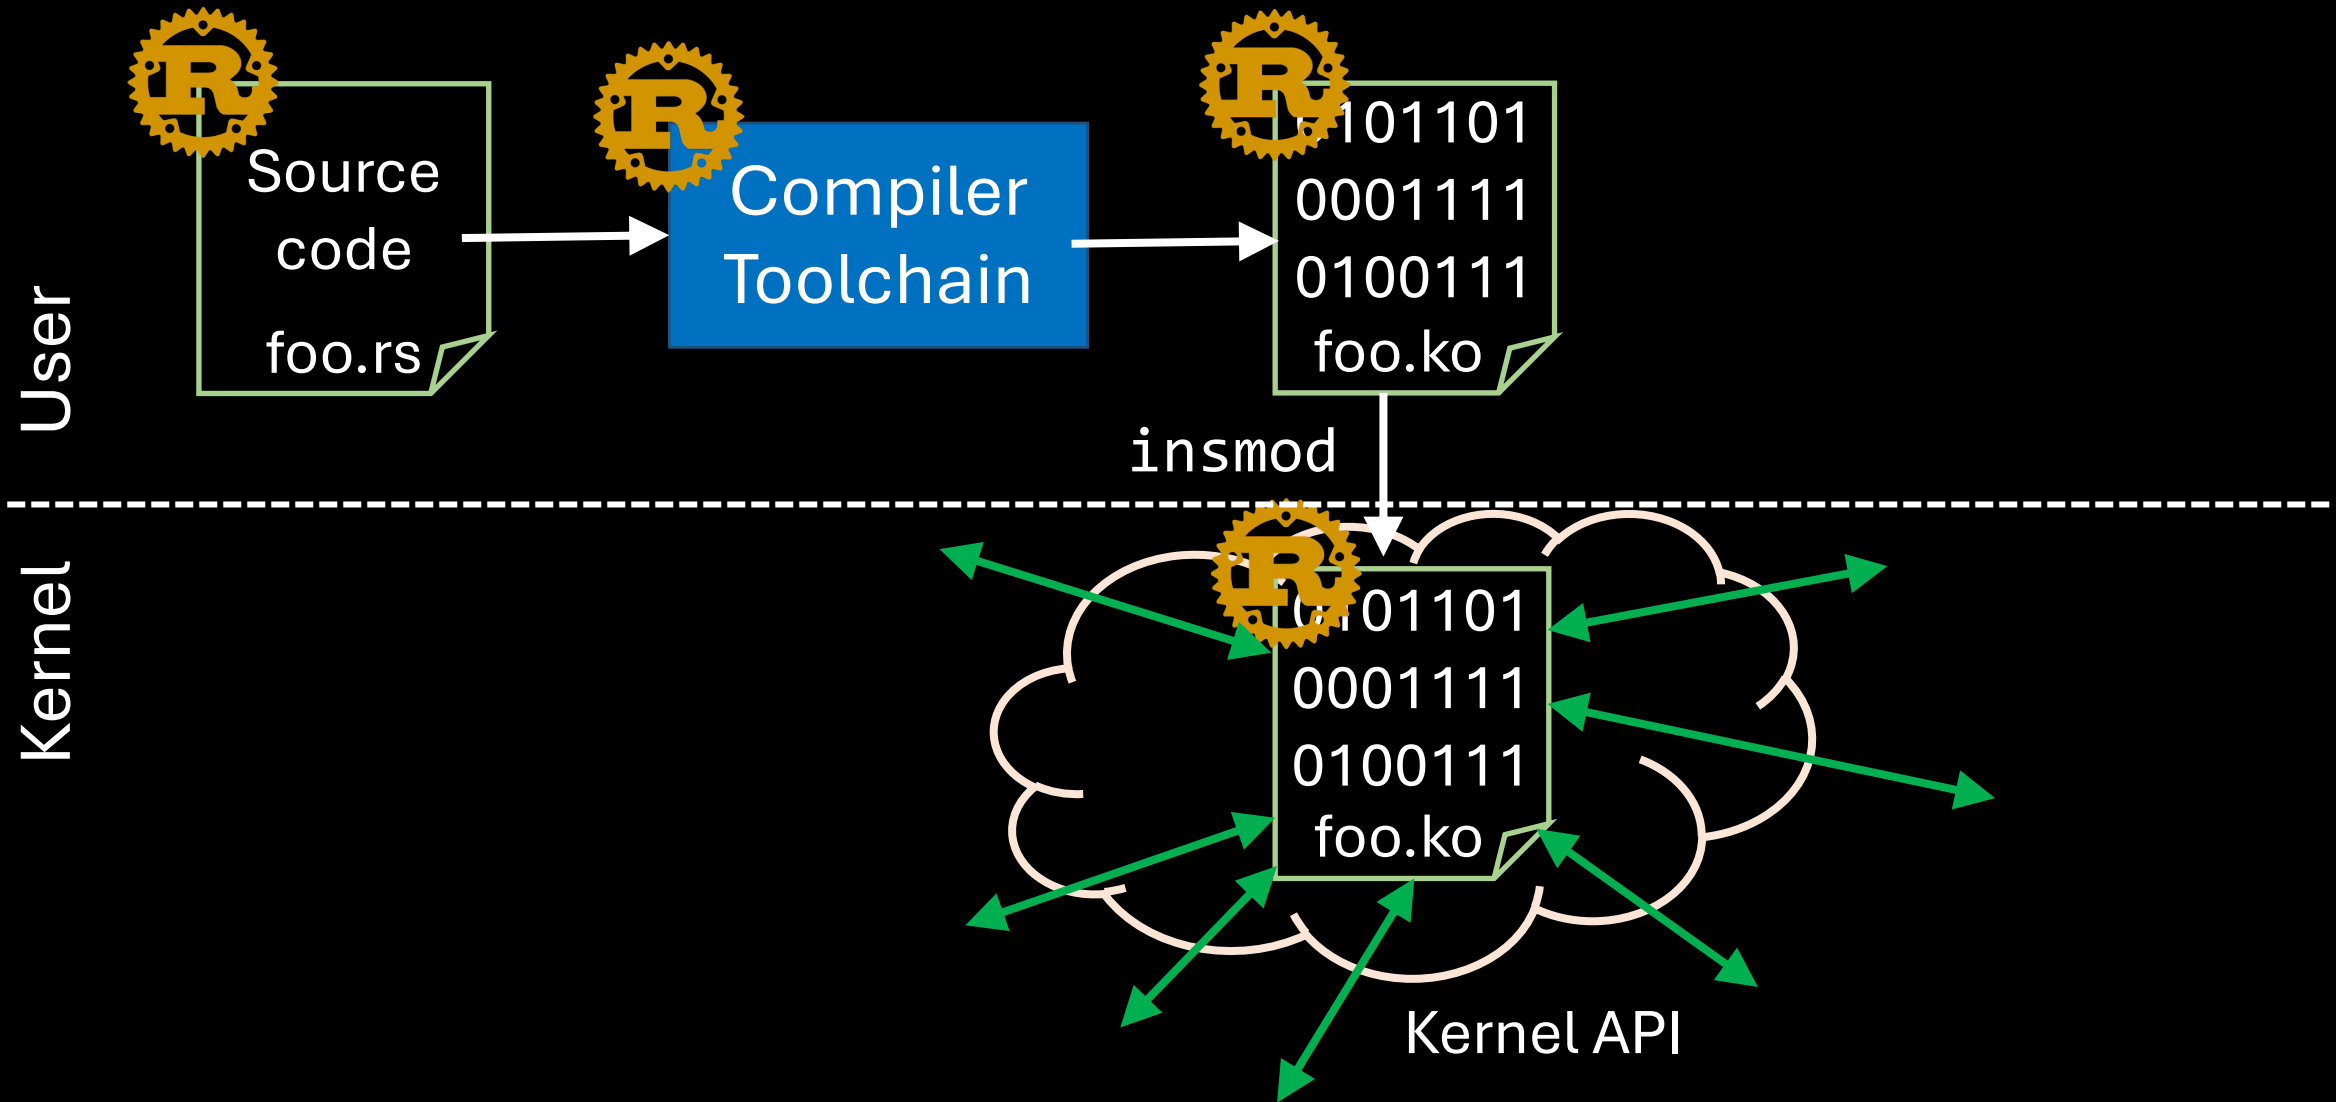 R
R
R
Source
code
foo.rs
Compiler
Toolchain
101101
0001111
0100111
foo.ko
User
insmod
Kernel
R
0101101
0001111
0100111
foo.ko
Kernel API